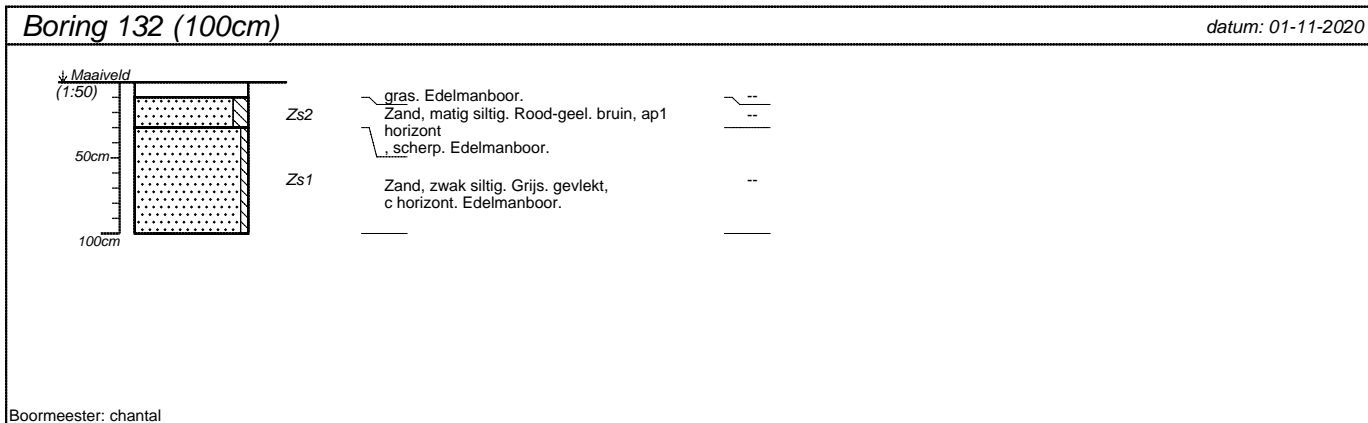 Boring 132 (100cm)
datum: 01-11-2020
Maaiveld
(1:50)
gras. Edelmanboor.
--
Zs2
Zand, matig siltig. Rood-geel. bruin, ap1
--
horizont
, scherp. Edelmanboor.
50cm
Zs1
Zand, zwak siltig. Grijs. gevlekt,
--
c horizont. Edelmanboor.
100cm
Boormeester: chantal